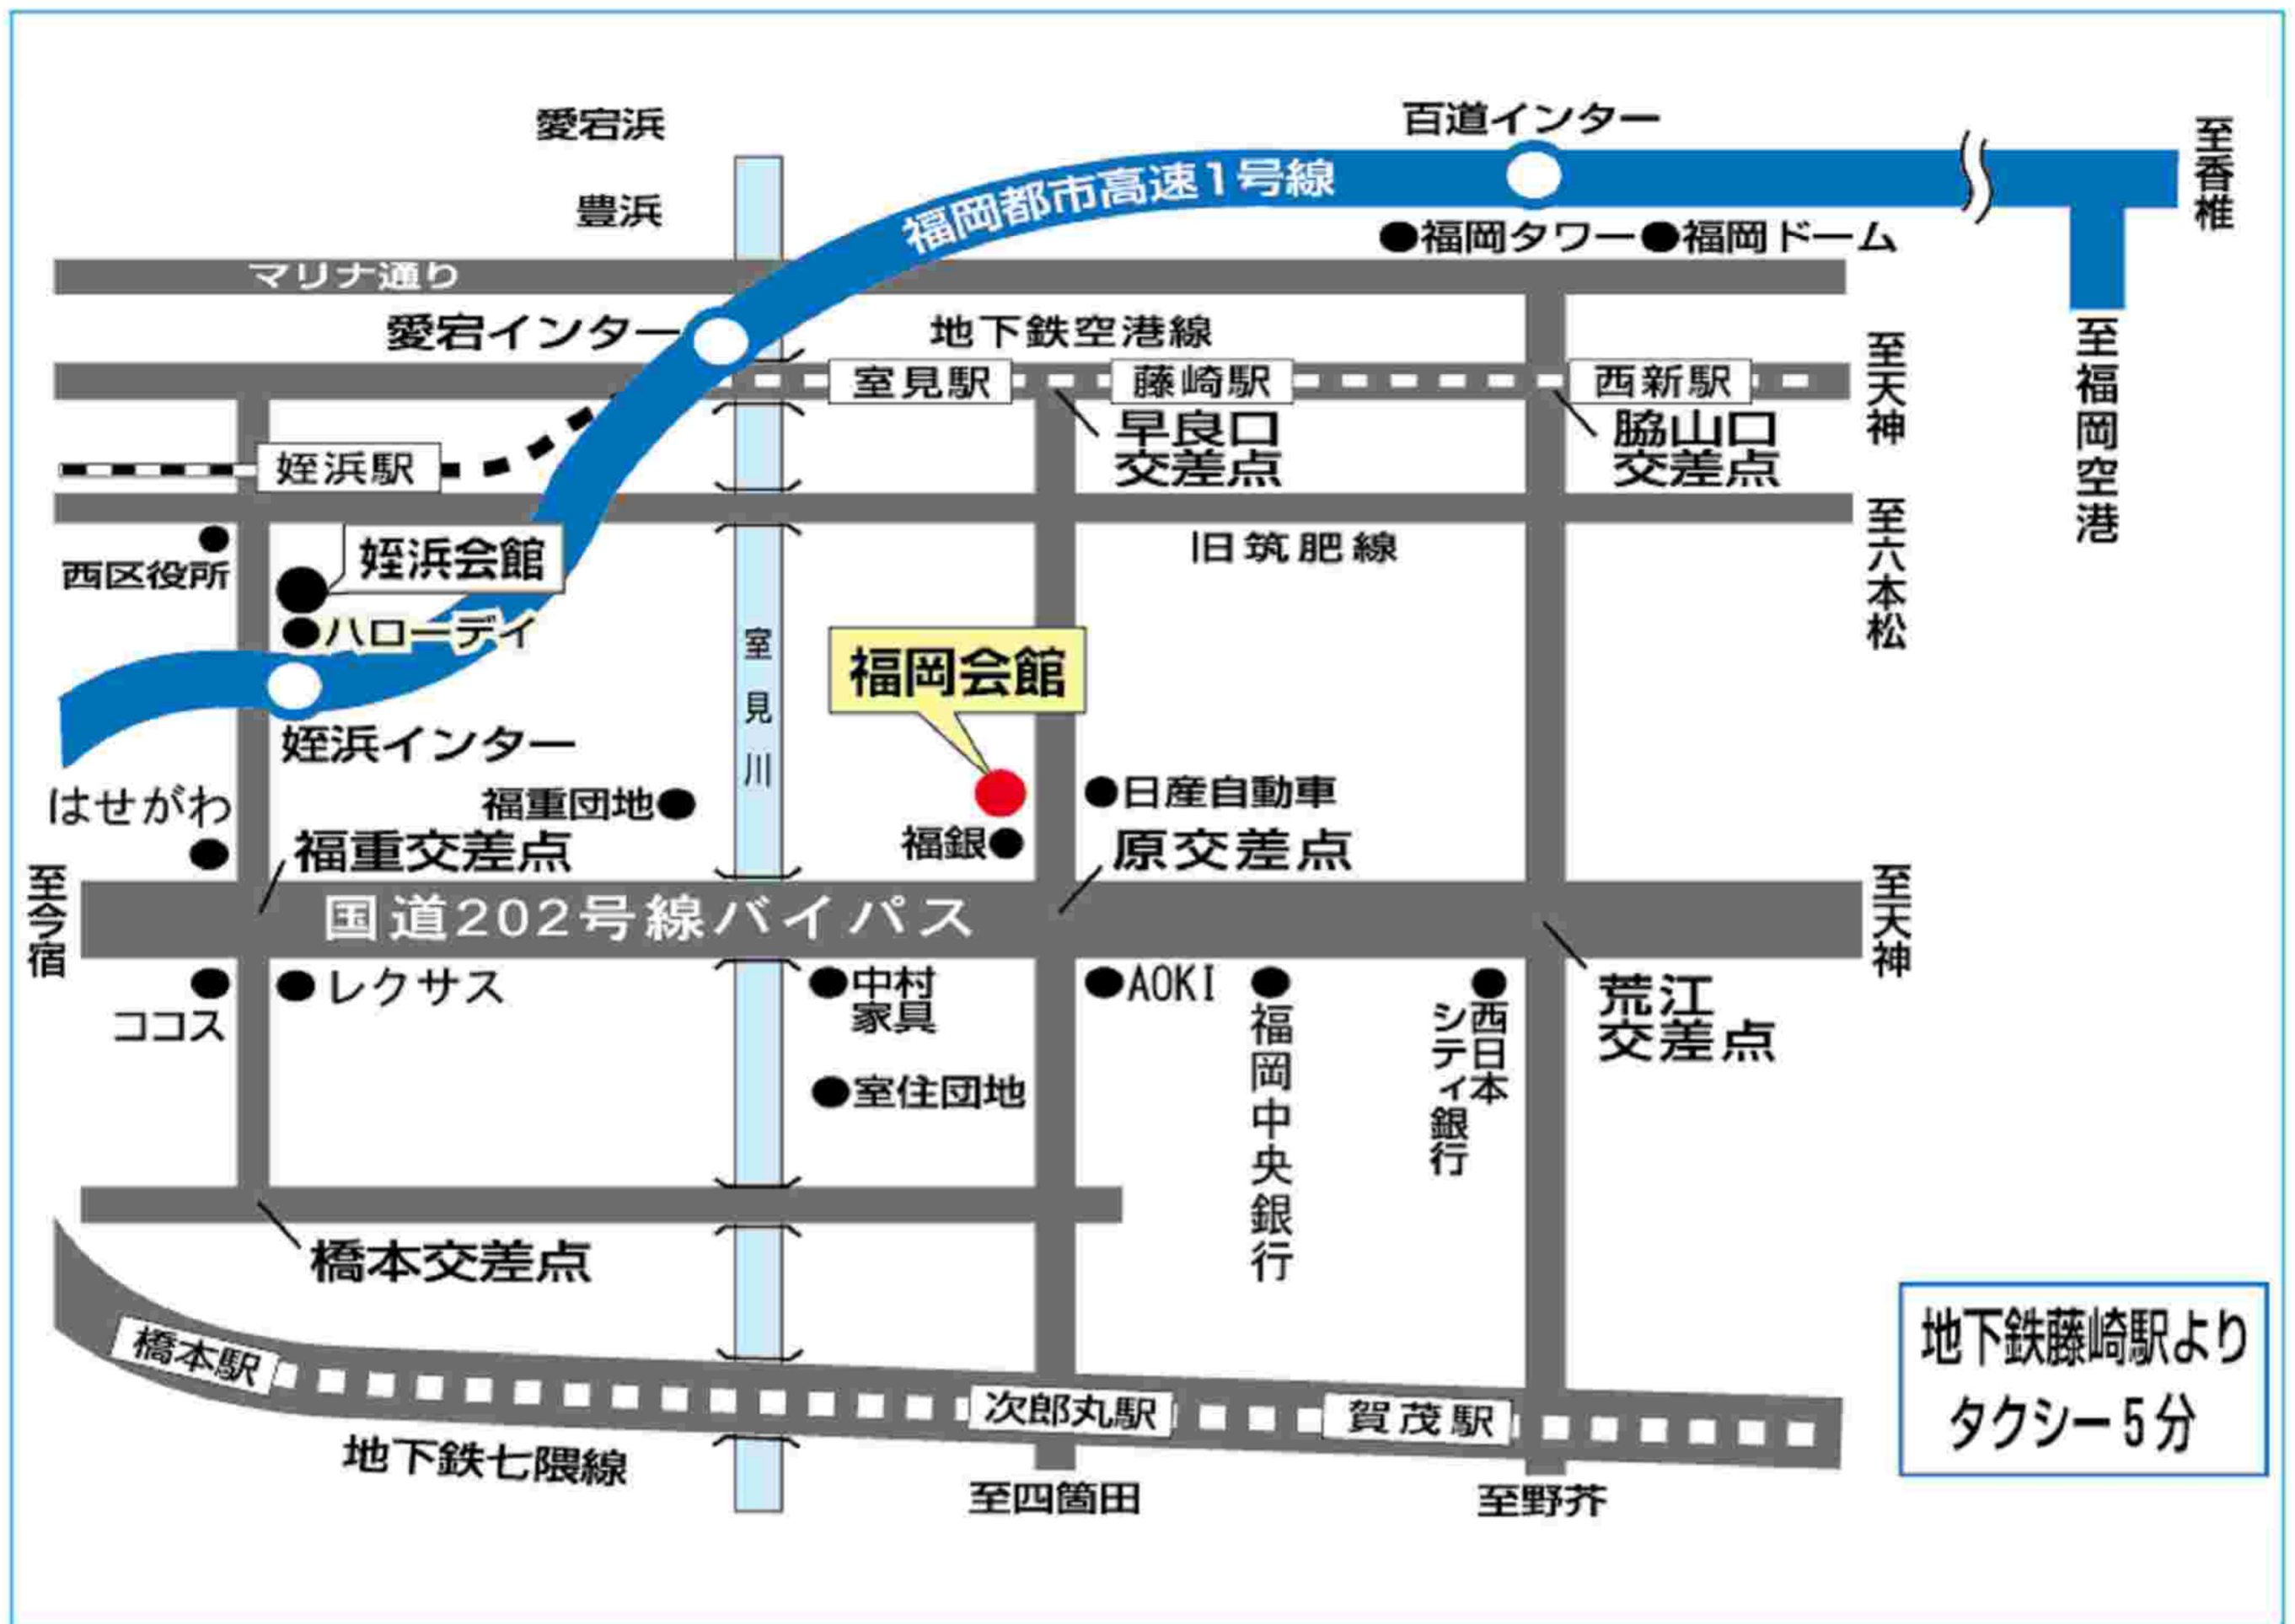 愛宕浜
百道インター
至香椎
豊浜
福岡都市高速1号線
福岡タワー
福岡ドーム
マリナ通り
愛宕インター
地下鉄空港線
至天神
至福岡空港
室見駅
藤崎駅
西新駅
早良口
交差点
脇山口
交差点
姪浜駅
旧筑肥線
至六本松
西区役所
姪浜会館
ハローデイ
室見川
福岡会館
姪浜インター
はせがわ
福重団地
日産自動車
福重交差点
福銀
原交差点
至今宿
国道202号線バイパス
至天神
ココス
レクサス
中村
家具
AOKI
福岡中央銀行
西日本
シティ銀行
荒江
交差点
室住団地
橋本交差点
橋本駅
次郎丸駅
賀茂駅
地下鉄七隈線
至四箇田
至野芥
地下鉄藤崎駅より
タクシー5分